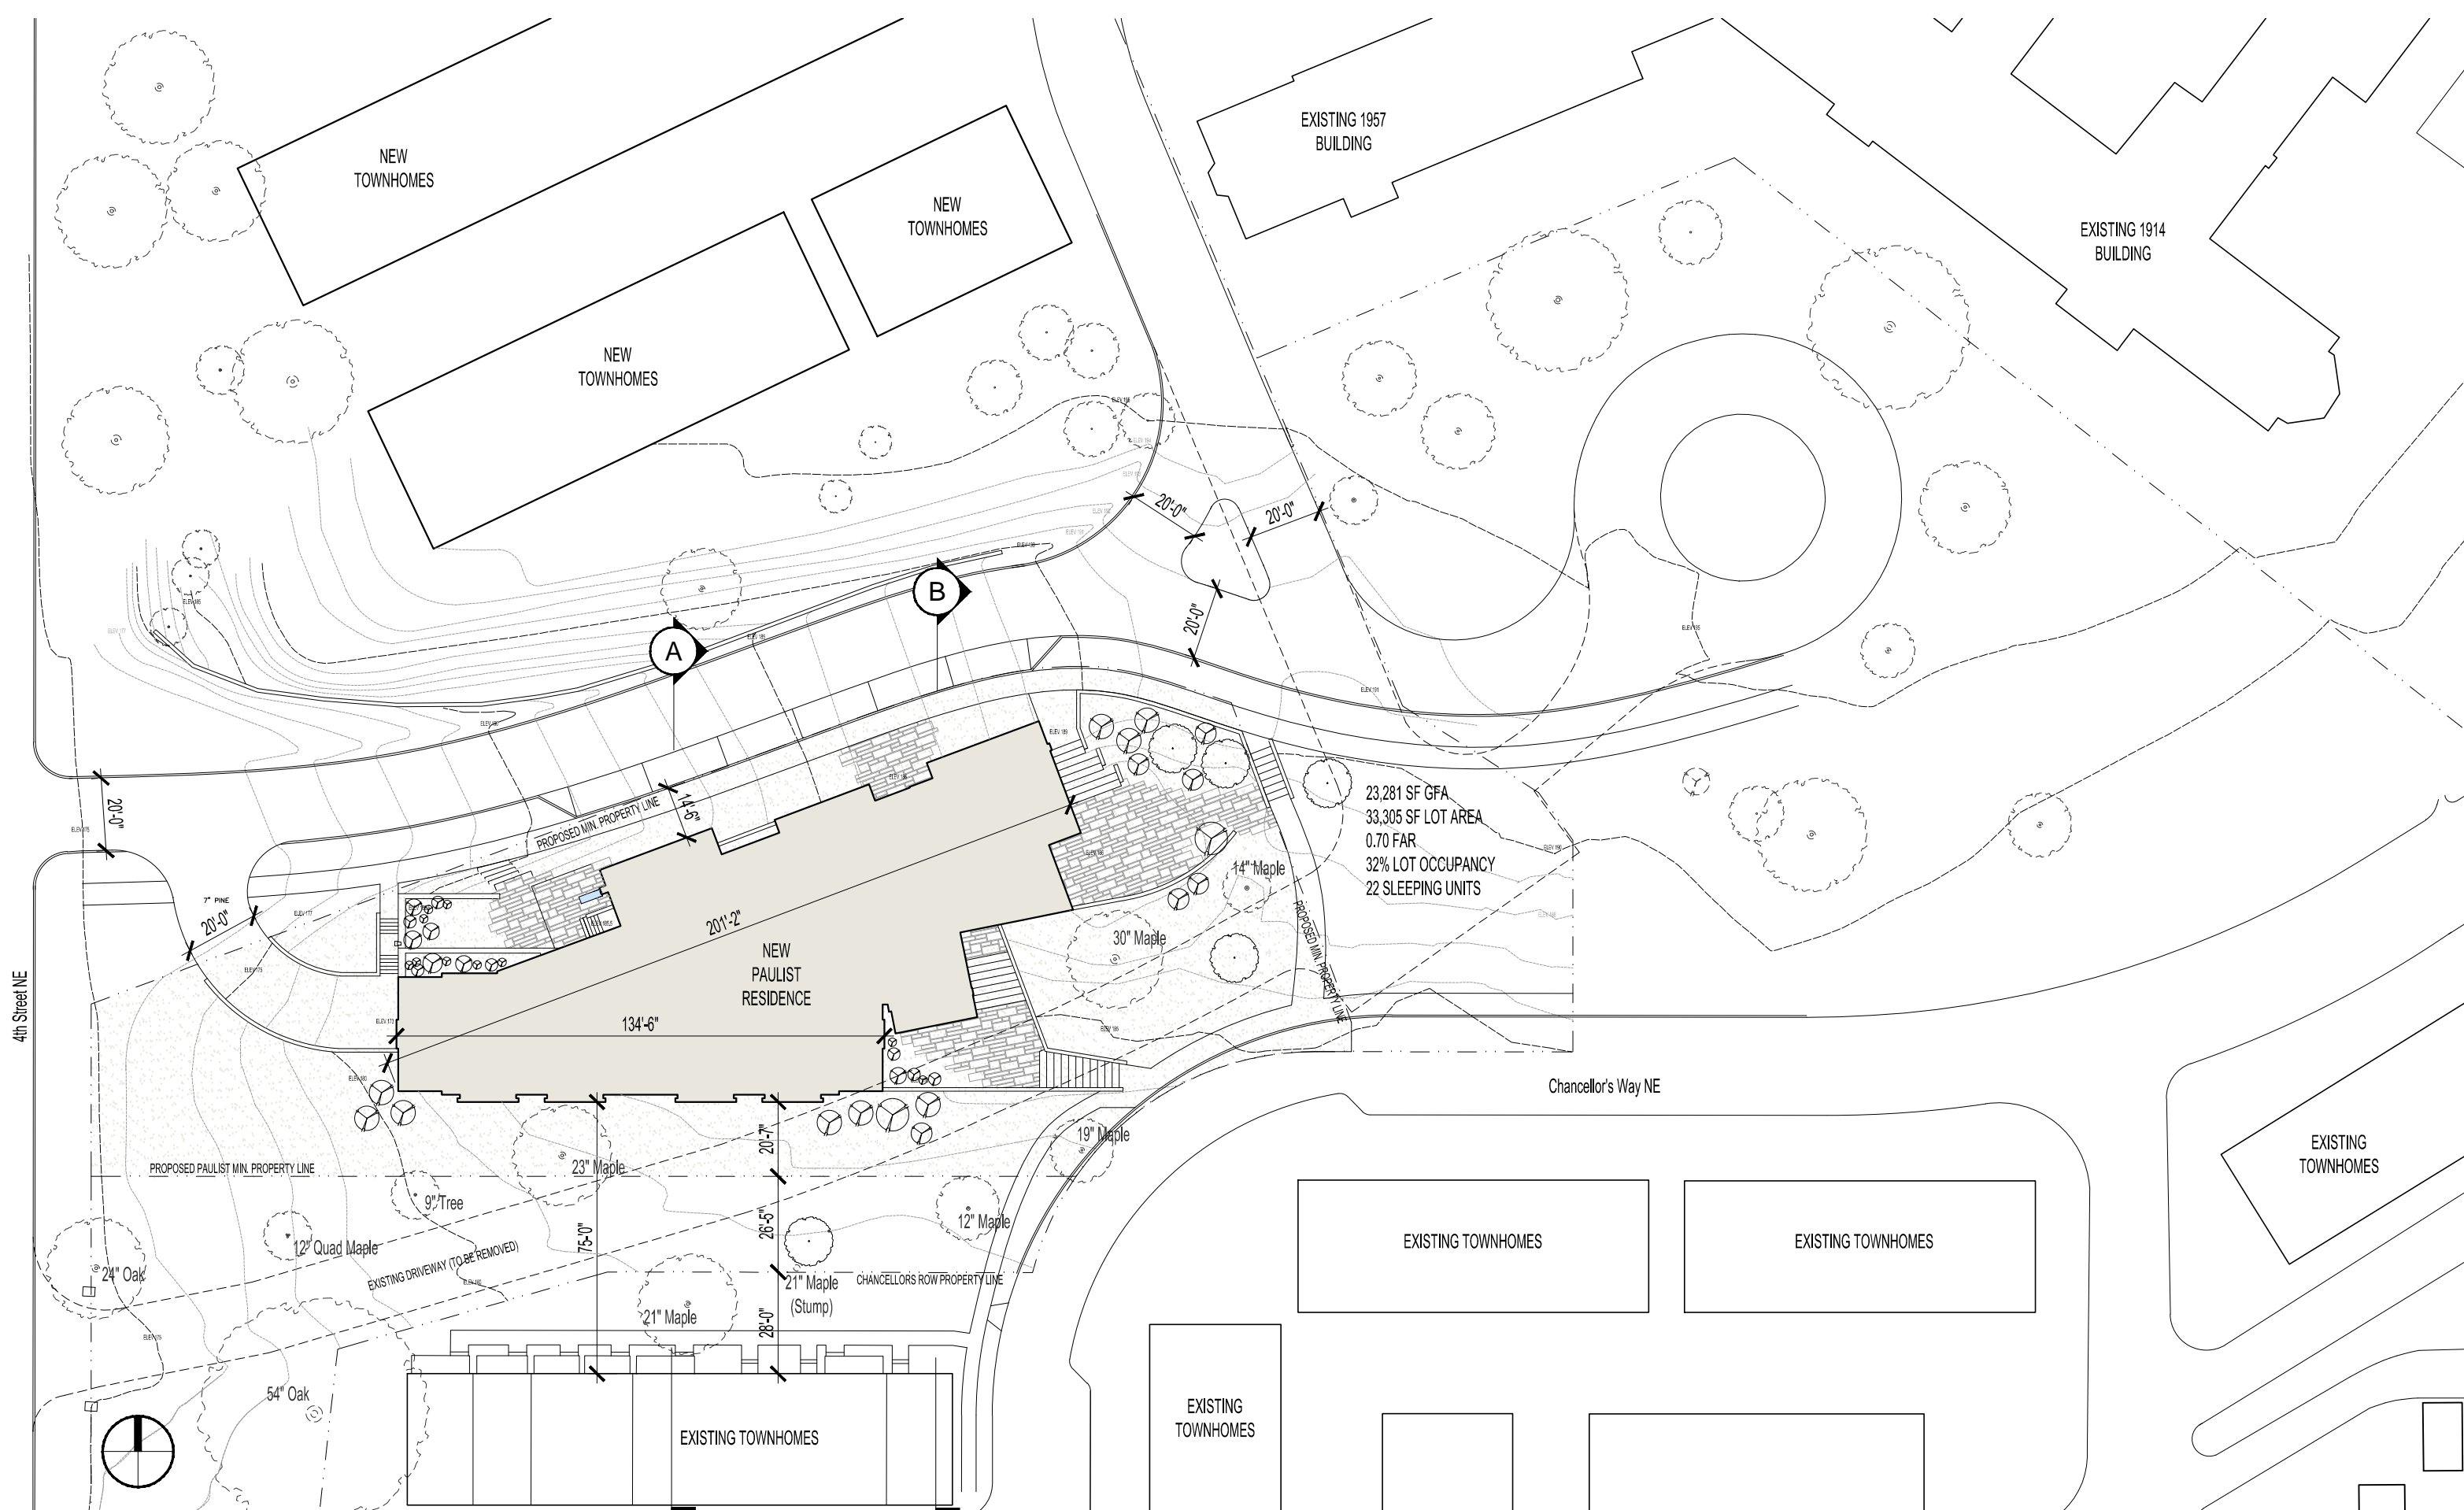 EXISTING 1957
BUILDING
NEW
TOWNHOMES
NEW
TOWNHOMES
EXISTING 1914
BUILDING
NEW
TOWNHOMES
20'-0"
20'-0"
B
20'-0"
A
20'-0"
14'-6"
PROPOSED MIN. PROPERTY LINE
23,281 SF GFA
33,305 SF LOT AREA
0.70 FAR
32% LOT OCCUPANCY
22 SLEEPING UNITS
14" Maple
7" PINE
20'-0"
201'-2"
30" Maple
PROPOSED MIN. PROPERTY LINE
NEW
PAULIST
RESIDENCE
4th Street NE
134'-6"
Chancellor's Way NE
19" Maple
20'-7"
PROPOSED PAULIST MIN. PROPERTY LINE
23" Maple
9" Tree
12" Maple
26'-5"
75'-0"
12" Quad Maple
EXISTING DRIVEWAY (TO BE REMOVED)
24" Oak
21" Maple
(Stump)
CHANCELLORS ROW PROPERTY LINE
21" Maple
28'-0"
54" Oak
EXISTING TOWNHOMES
EXISTING TOWNHOMES
EXISTING TOWNHOMES
EXISTING
TOWNHOMES
EXISTING
TOWNHOMES